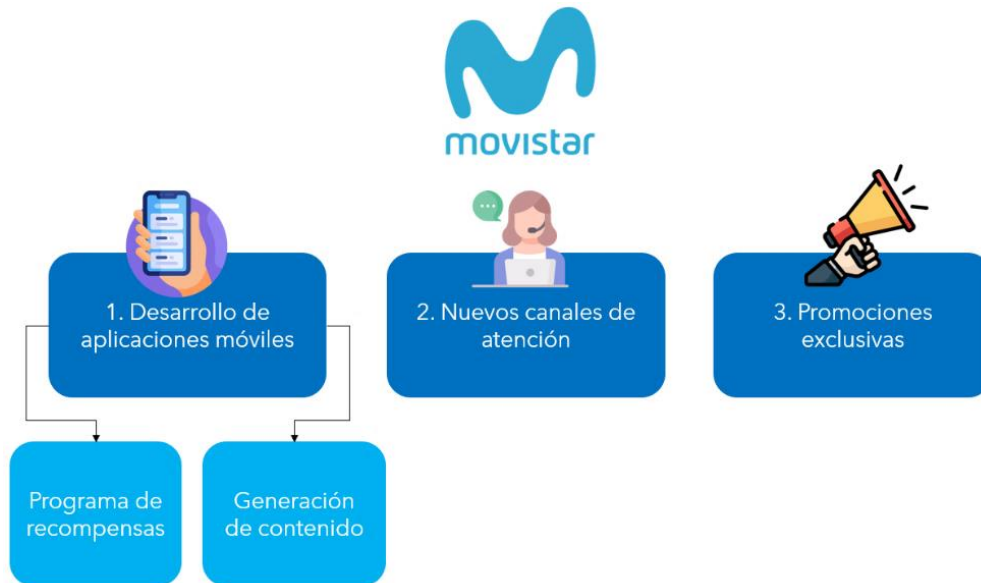 movistar
1. Desarrollo de
aplicaciones móviles
2. Nuevos canales de
atención
3. Promociones
exclusivas
Programa de
recompensas
Generación
de contenido